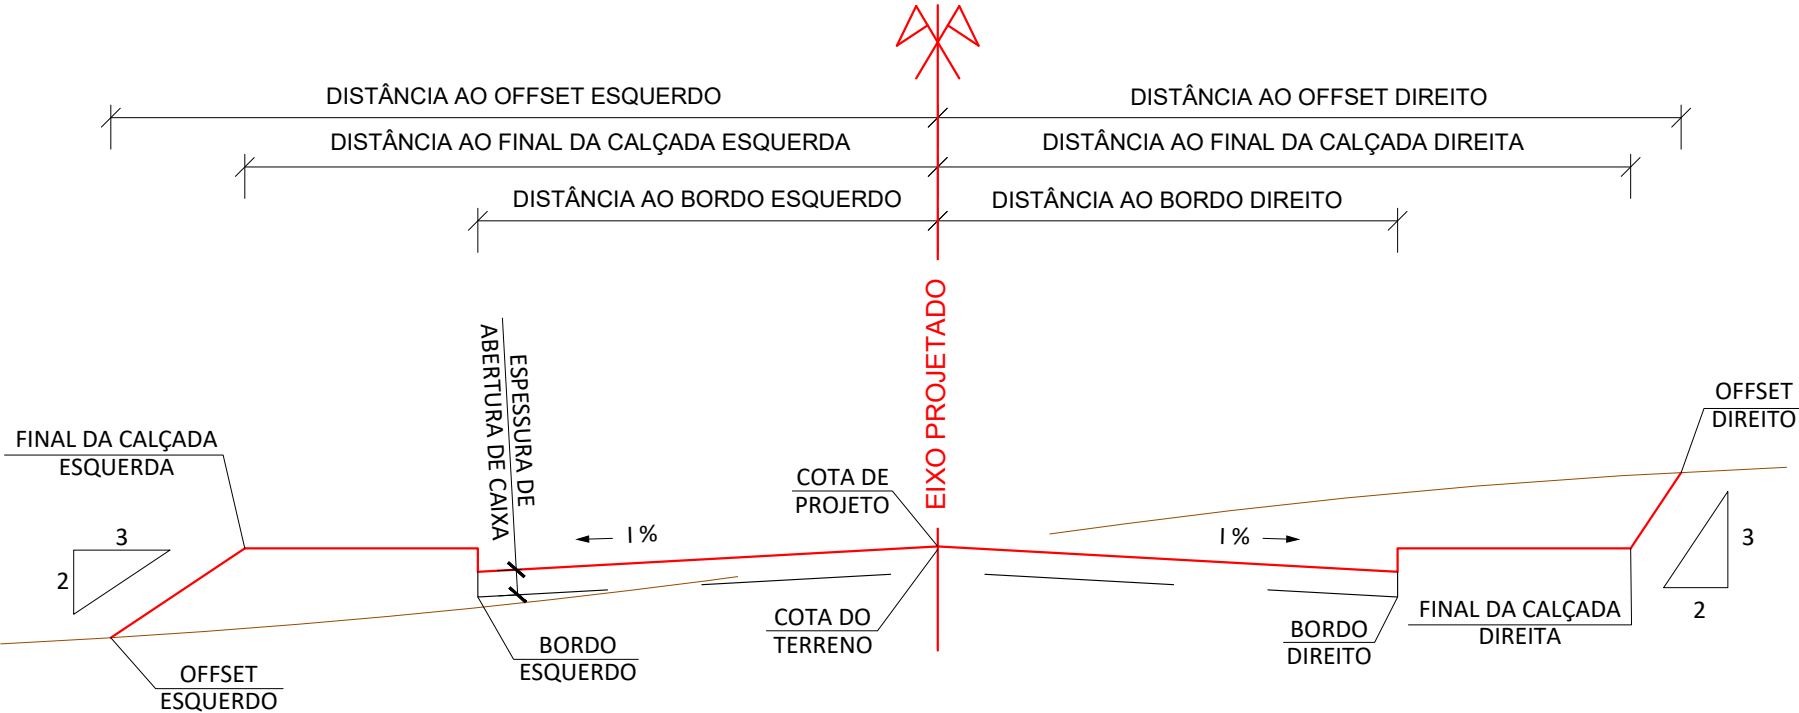 DISTÂNCIA AO OFFSET ESQUERDO
DISTÂNCIA AO OFFSET DIREITO
DISTÂNCIA AO FINAL DA CALÇADA ESQUERDA
DISTÂNCIA AO FINAL DA CALÇADA DIREITA
DISTÂNCIA AO BORDO ESQUERDO
DISTÂNCIA AO BORDO DIREITO
EIXO PROJETADO
ESPESSURA DE
ABERTURA DE CAIXA
OFFSET
DIREITO
FINAL DA CALÇADA
ESQUERDA
COTA DE
PROJETO
3
2
I %
I %
3
2
COTA DO
TERRENO
BORDO
ESQUERDO
BORDO
DIREITO
FINAL DA CALÇADA
DIREITA
OFFSET
ESQUERDO